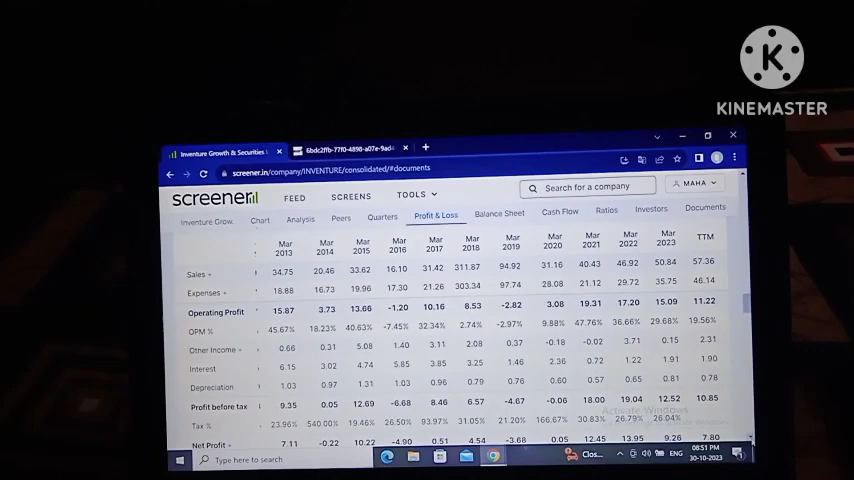 KINEMASTER
Inventure Growth & Securities
6bdc2ffb-77f0-4898-a07e-9ad4
screener.in/company/INVENTURE/consolidated/#documents
screener FEED SCREENS TOOLS Search for a company MAHA
Inventure Grow. Chart Analysis Peers Quarters Profit & Loss Balance Sheet Cash Flow Ratios Investors Documents
Mar 2013 Mar 2014 Mar 2015 Mar 2016 Mar 2017 Mar 2018 Mar 2019 Mar 2020 Mar 2021 Mar 2022 Mar 2023 TTM
Sales + 34.75 20.46 33.62 16.10 31.42 311.87 94.92 31.16 40.43 46.92 50.84 57.36
Expenses + 18.88 16.73 19.96 17.30 21.26 303.34 97.74 28.08 21.12 29.72 35.75 46.14
Operating Profit 15.87 3.73 13.66 -1.20 10.16 8.53 -2.82 3.08 19.31 17.20 15.09 11.22
OPM % 45.67% 18.23% 40.63% -7.45% 32.34% 2.74% -2.97% 9.88% 47.76% 36.66% 29.68% 19.56%
Other Income + 0.66 0.31 5.08 1.40 3.11 2.08 0.37 -0.18 -0.02 3.71 0.15 2.31
Interest 6.15 3.02 4.74 5.85 3.85 3.25 1.46 2.36 0.72 1.22 1.91 1.90
Depreciation 1.03 0.97 1.31 1.03 0.96 0.79 0.76 0.60 0.57 0.65 0.81 0.78
Profit before tax 9.35 0.05 12.69 -6.68 8.46 6.57 -4.67 -0.06 18.00 19.04 12.52 10.85
Activate Windows
Tax % 23.96% 540.00% 19.46% 26.50% 93.97% 31.05% 21.20% 166.67% 30.83% 26.79% 26.04%
Net Profit + 7.11 -0.22 10.22 -4.90 0.51 4.54 -3.68 0.05 12.45 13.95 9.26 7.80
Type here to search Clos... ENG 08:51 PM
30-10-2023